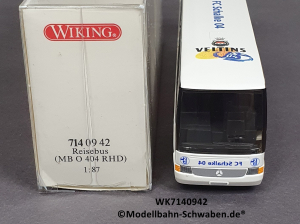 WIKING
714 09 42
Reisebus
(MB O 404 RHD)
1:87
FC Schalke 04
VELTINS
FC Schalke 04
WK7140942
©Modellbahn-Schwaben.de®